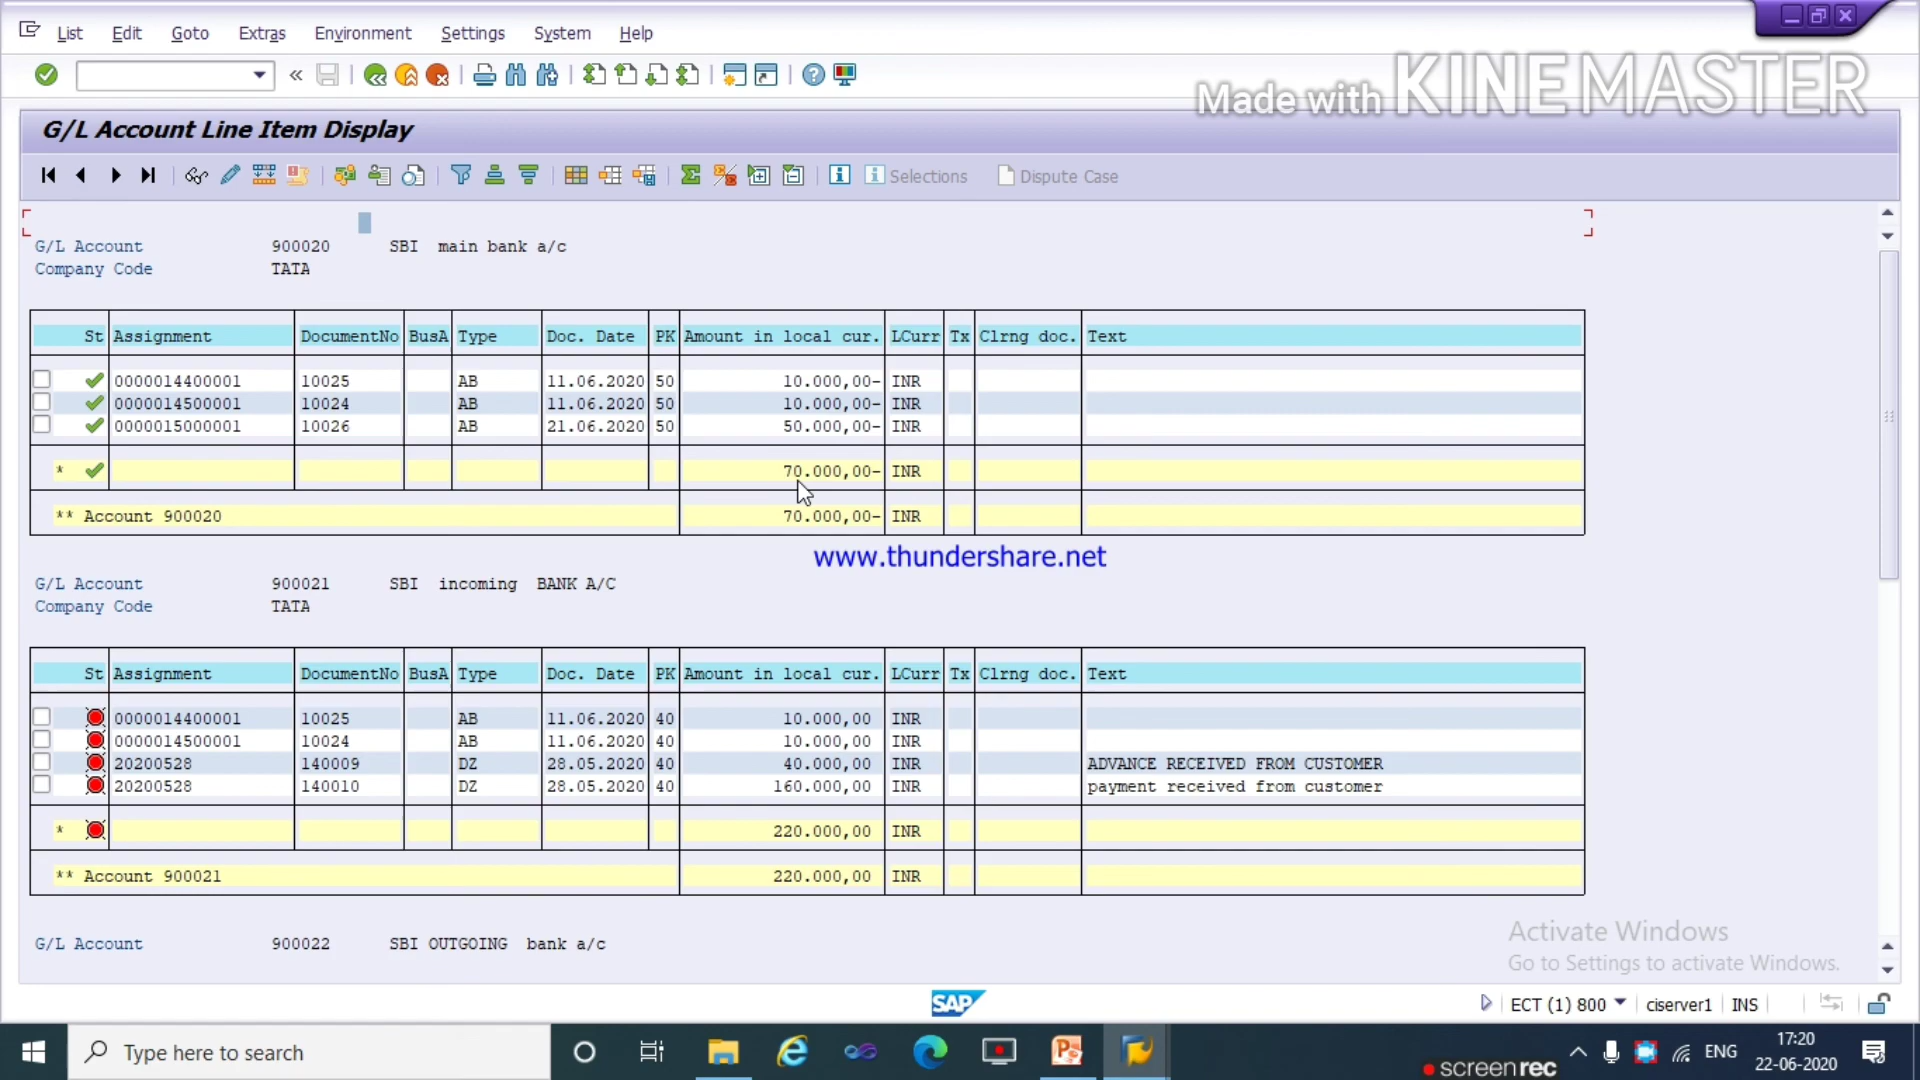 List Edit Goto Extras Environment Settings System Help
Made with KINEMASTER
G/L Account Line Item Display
Selections Dispute Case
G/L Account 900020 SBI main bank a/c
Company Code TATA
St Assignment DocumentNo BusA Type Doc. Date PK Amount in local cur. LCurr Tx Clrng doc. Text
0000014400001 10025 AB 11.06.2020 50 10.000,00- INR
0000014500001 10024 AB 11.06.2020 50 10.000,00- INR
0000015000001 10026 AB 21.06.2020 50 50.000,00- INR
* 70.000,00- INR
** Account 900020 70.000,00- INR
www.thundershare.net
G/L Account 900021 SBI incoming BANK A/C
Company Code TATA
St Assignment DocumentNo BusA Type Doc. Date PK Amount in local cur. LCurr Tx Clrng doc. Text
0000014400001 10025 AB 11.06.2020 40 10.000,00 INR
0000014500001 10024 AB 11.06.2020 40 10.000,00 INR
20200528 140009 DZ 28.05.2020 40 40.000,00 INR ADVANCE RECEIVED FROM CUSTOMER
20200528 140010 DZ 28.05.2020 40 160.000,00 INR payment received from customer
* 220.000,00 INR
** Account 900021 220.000,00 INR
G/L Account 900022 SBI OUTGOING bank a/c
Activate Windows
Go to Settings to activate Windows.
SAP ECT (1) 800 ciserver1 INS
Type here to search
ENG
17:20
22-06-2020
screenrec